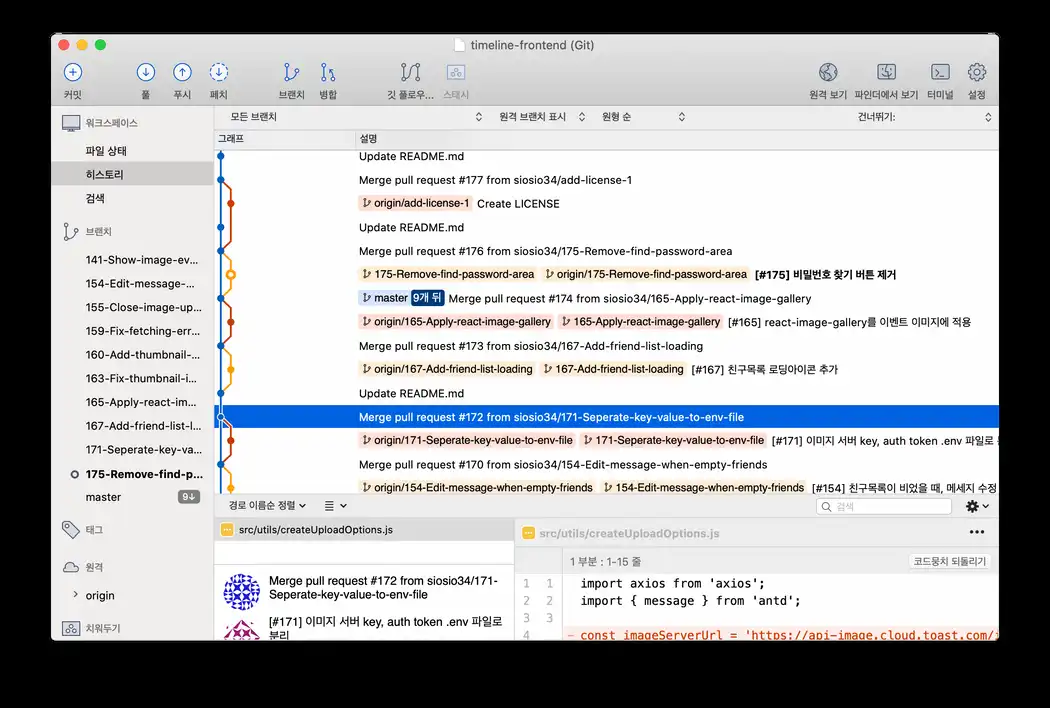 timeline-frontend (Git)
커밋 풀 푸시 패치 브랜치 병합 깃 플로우... 스태시 원격 보기 파인더에서 보기 터미널 설정
워크스페이스
파일 상태
히스토리
검색
브랜치
141-Show-image-ev...
154-Edit-message-...
155-Close-image-up...
159-Fix-fetching-err...
160-Add-thumbnail-...
163-Fix-thumbnail-i...
165-Apply-react-im...
167-Add-friend-list-l...
171-Seperate-key-va...
175-Remove-find-p...
master 9↓
태그
원격
origin
치워두기
모든 브랜치 원격 브랜치 표시 원형 순 건너뛰기:
그래프 설명
Update README.md
Merge pull request #177 from siosio34/add-license-1
origin/add-license-1 Create LICENSE
Update README.md
Merge pull request #176 from siosio34/175-Remove-find-password-area
175-Remove-find-password-area origin/175-Remove-find-password-area [#175] 비밀번호 찾기 버튼 제거
master 9개 뒤 Merge pull request #174 from siosio34/165-Apply-react-image-gallery
origin/165-Apply-react-image-gallery 165-Apply-react-image-gallery [#165] react-image-gallery를 이벤트 이미지에 적용
Merge pull request #173 from siosio34/167-Add-friend-list-loading
origin/167-Add-friend-list-loading 167-Add-friend-list-loading [#167] 친구목록 로딩아이콘 추가
Update README.md
Merge pull request #172 from siosio34/171-Seperate-key-value-to-env-file
origin/171-Seperate-key-value-to-env-file 171-Seperate-key-value-to-env-file [#171] 이미지 서버 key, auth token .env 파일로
Merge pull request #170 from siosio34/154-Edit-message-when-empty-friends
origin/154-Edit-message-when-empty-friends 154-Edit-message-when-empty-friends [#154] 친구목록이 비었을 때, 메세지 수정
경로 이름순 정렬 검색
src/utils/createUploadOptions.js
Merge pull request #172 from siosio34/171-
Seperate-key-value-to-env-file
[#171] 이미지 서버 key, auth token .env 파일로
분리
src/utils/createUploadOptions.js
1 부분 : 1-15 줄 코드뭉치 되돌리기
1 1 import axios from 'axios';
2 2 import { message } from 'antd';
3 3
4 - const imageServerUrl = 'https://api-image.cloud.toast.com/